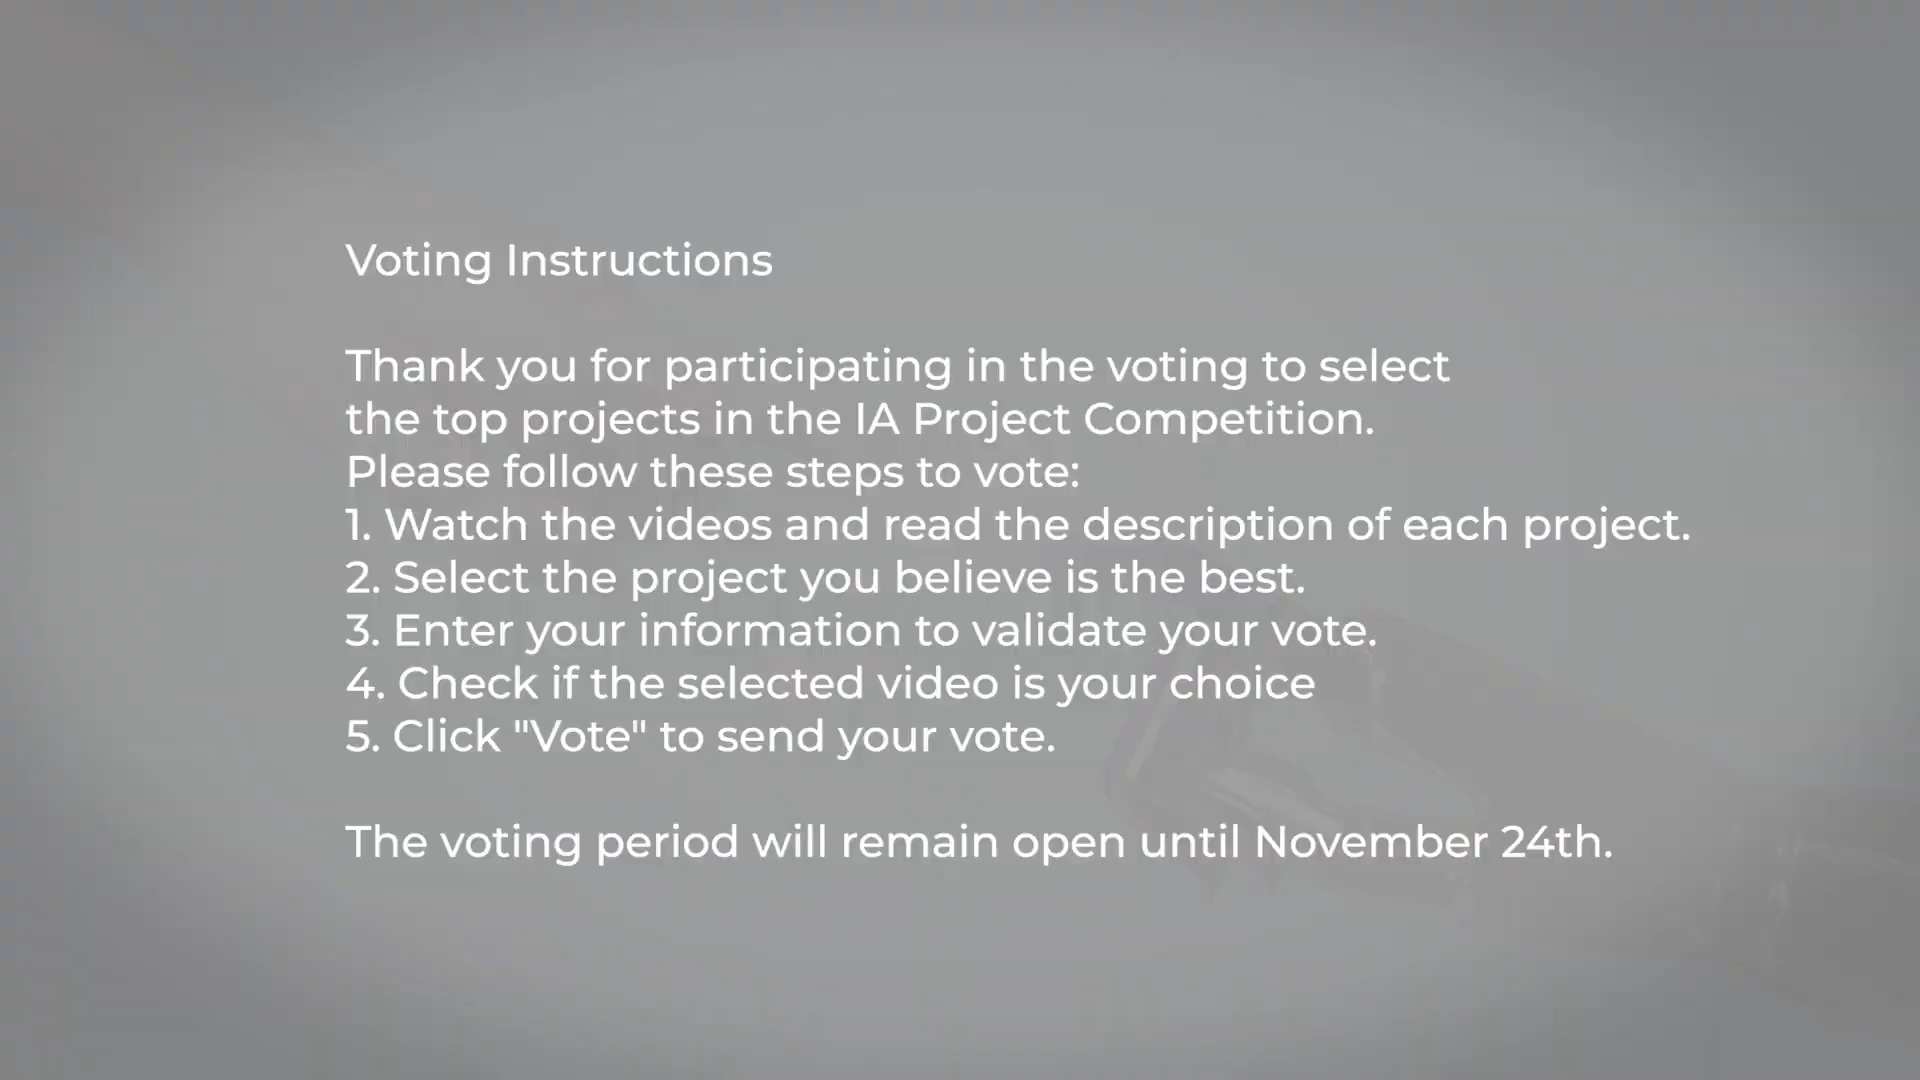 Voting Instructions
Thank you for participating in the voting to select
the top projects in the IA Project Competition.
Please follow these steps to vote:
1. Watch the videos and read the description of each project.
2. Select the project you believe is the best.
3. Enter your information to validate your vote.
4. Check if the selected video is your choice
5. Click "Vote" to send your vote.
The voting period will remain open until November 24th.